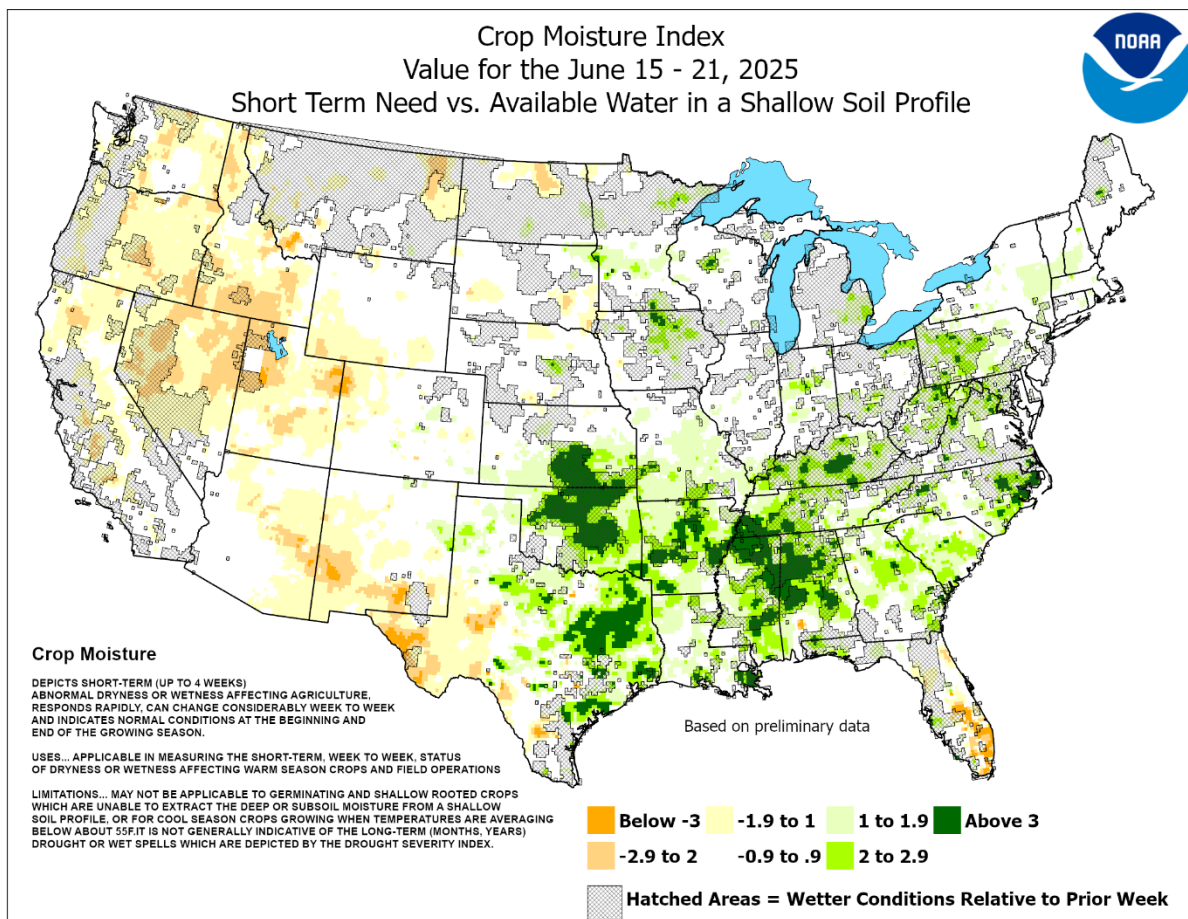 Crop Moisture Index
Value for the June 15 - 21, 2025
Short Term Need vs. Available Water in a Shallow Soil Profile
NOAA
Crop Moisture
DEPICTS SHORT-TERM (UP TO 4 WEEKS)
ABNORMAL DRYNESS OR WETNESS AFFECTING AGRICULTURE,
RESPONDS RAPIDLY, CAN CHANGE CONSIDERABLY WEEK TO WEEK
AND INDICATES NORMAL CONDITIONS AT THE BEGINNING AND
END OF THE GROWING SEASON.
USES... APPLICABLE IN MEASURING THE SHORT-TERM, WEEK TO WEEK, STATUS
OF DRYNESS OR WETNESS AFFECTING WARM SEASON CROPS AND FIELD OPERATIONS
LIMITATIONS... MAY NOT BE APPLICABLE TO GERMINATING AND SHALLOW ROOTED CROPS
WHICH ARE UNABLE TO EXTRACT THE DEEP OR SUBSOIL MOISTURE FROM A SHALLOW
SOIL PROFILE, OR FOR COOL SEASON CROPS GROWING WHEN TEMPERATURES ARE AVERAGING
BELOW ABOUT 55F.IT IS NOT GENERALLY INDICATIVE OF THE LONG-TERM (MONTHS, YEARS)
DROUGHT OR WET SPELLS WHICH ARE DEPICTED BY THE DROUGHT SEVERITY INDEX.
Based on preliminary data
Below -3 -1.9 to 1 1 to 1.9 Above 3
-2.9 to 2 -0.9 to .9 2 to 2.9
Hatched Areas = Wetter Conditions Relative to Prior Week